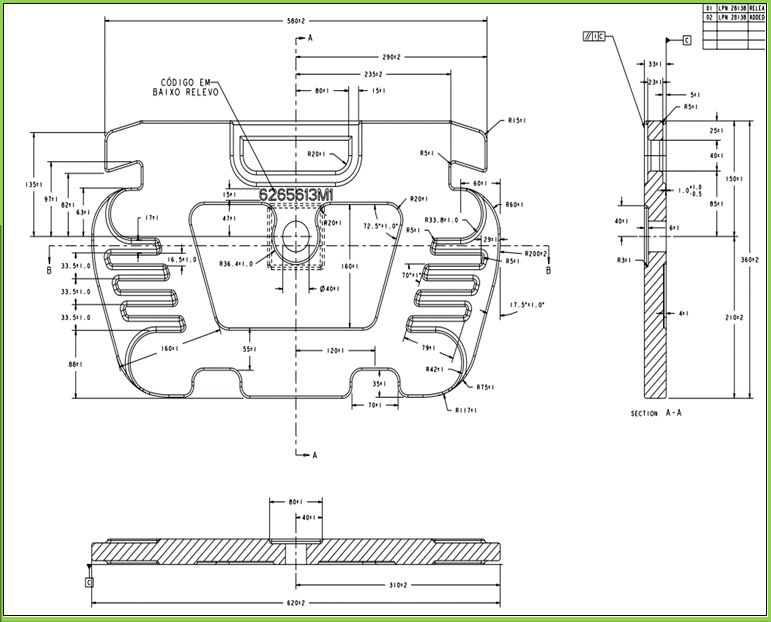 01 LPN 28138 RELEA
02 LPN 28138 ADDED
580±2
A
290±2
235±2
80±1
15±1
CÓDIGO EM
BAIXO RELEVO
R15±1
R20±1
R5±1
6265613M1
135±1
97±1
82±1
63±1
15±1
47±1
R20±1
R20±1
60±1
R60±1
R33.8±1.0
72.5°±1.0°
R5±1
29±1
R200±2
17±1
B
B
16.5±1.0
R36.4±1.0
160±1
R5±1
70°±1°
Ø40±1
33.5±1.0
33.5±1.0
33.5±1.0
17.5°±1.0°
160±1
55±1
120±1
79±1
88±1
R42±1
R75±1
35±1
70±1
R117±1
A
// 1 C
C
33±1
23±1
5±1
R5±1
25±1
40±1
150±1
1.0 +1.0
-0.5
85±1
40±1
6±1
R3±1
360±2
4±1
210±2
SECTION A-A
80±1
40±1
C
310±2
620±2